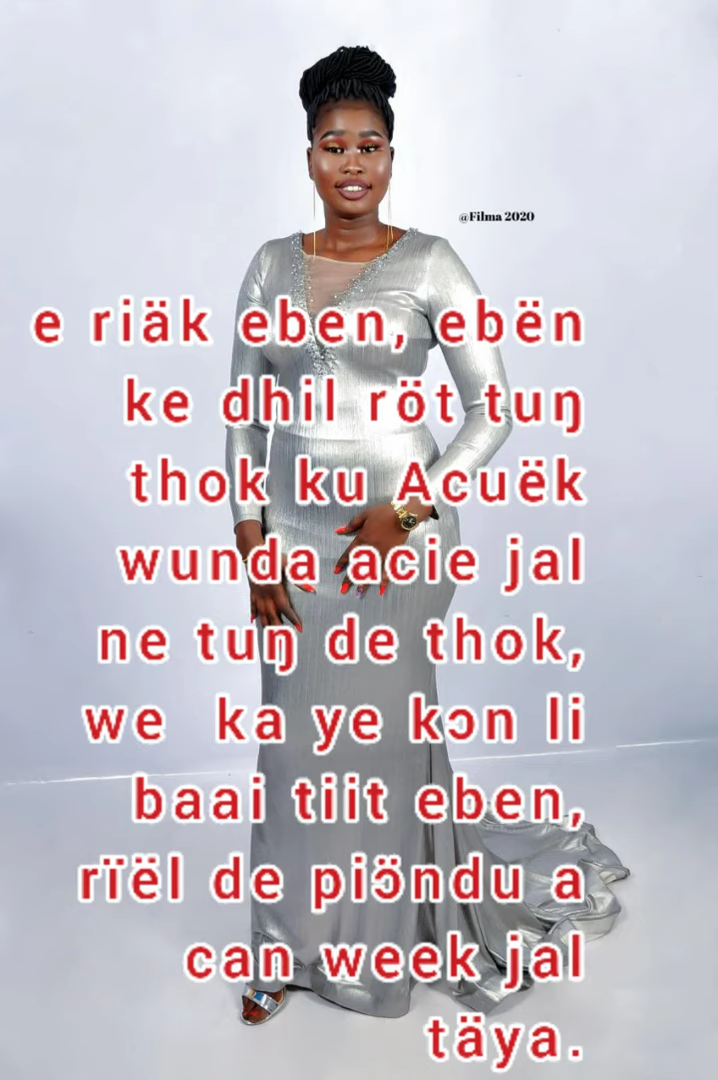 @Filma 2020
e riäk eben, ebën
ke dhil röt tuŋ
thok ku Acuëk
wunda acie jal
ne tuŋ de thok,
we ka ye kɔn li
baai tiit eben,
rïël de piɔ̈ndu a
can week jal
täya.